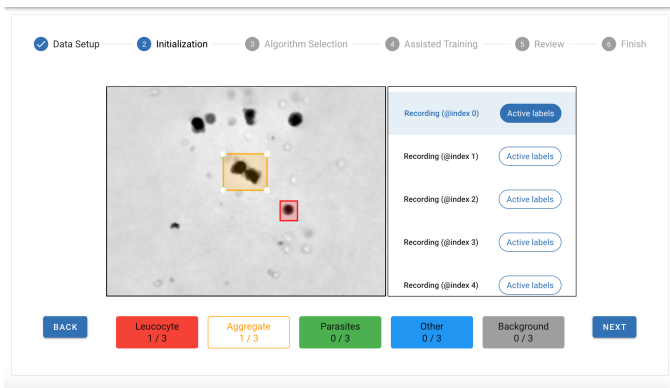 Data Setup
2 Initialization
3 Algorithm Selection
4 Assisted Training
5 Review
6 Finish
Recording (@index 0) Active labels
Recording (@index 1) Active labels
Recording (@index 2) Active labels
Recording (@index 3) Active labels
Recording (@index 4) Active labels
BACK
Leucocyte
1 / 3
Aggregate
1 / 3
Parasites
0 / 3
Other
0 / 3
Background
0 / 3
NEXT